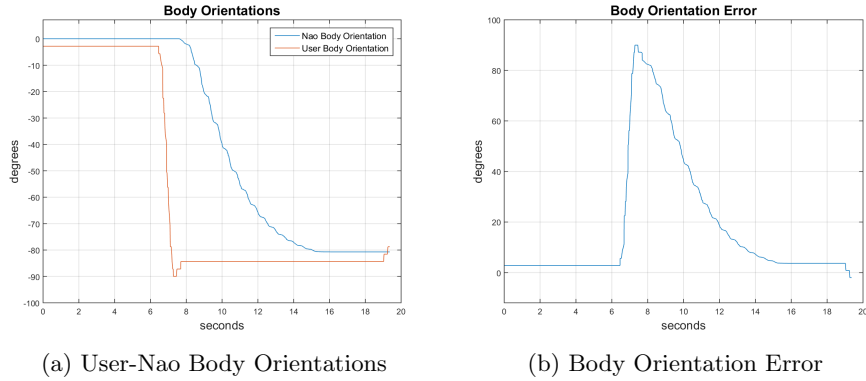 Body Orientations
Nao Body Orientation
User Body Orientation
degrees
0
-10
-20
-30
-40
-50
-60
-70
-80
-90
-100
0 2 4 6 8 10 12 14 16 18 20
seconds
(a) User-Nao Body Orientations
Body Orientation Error
degrees
100
80
60
40
20
0
0 2 4 6 8 10 12 14 16 18 20
seconds
(b) Body Orientation Error